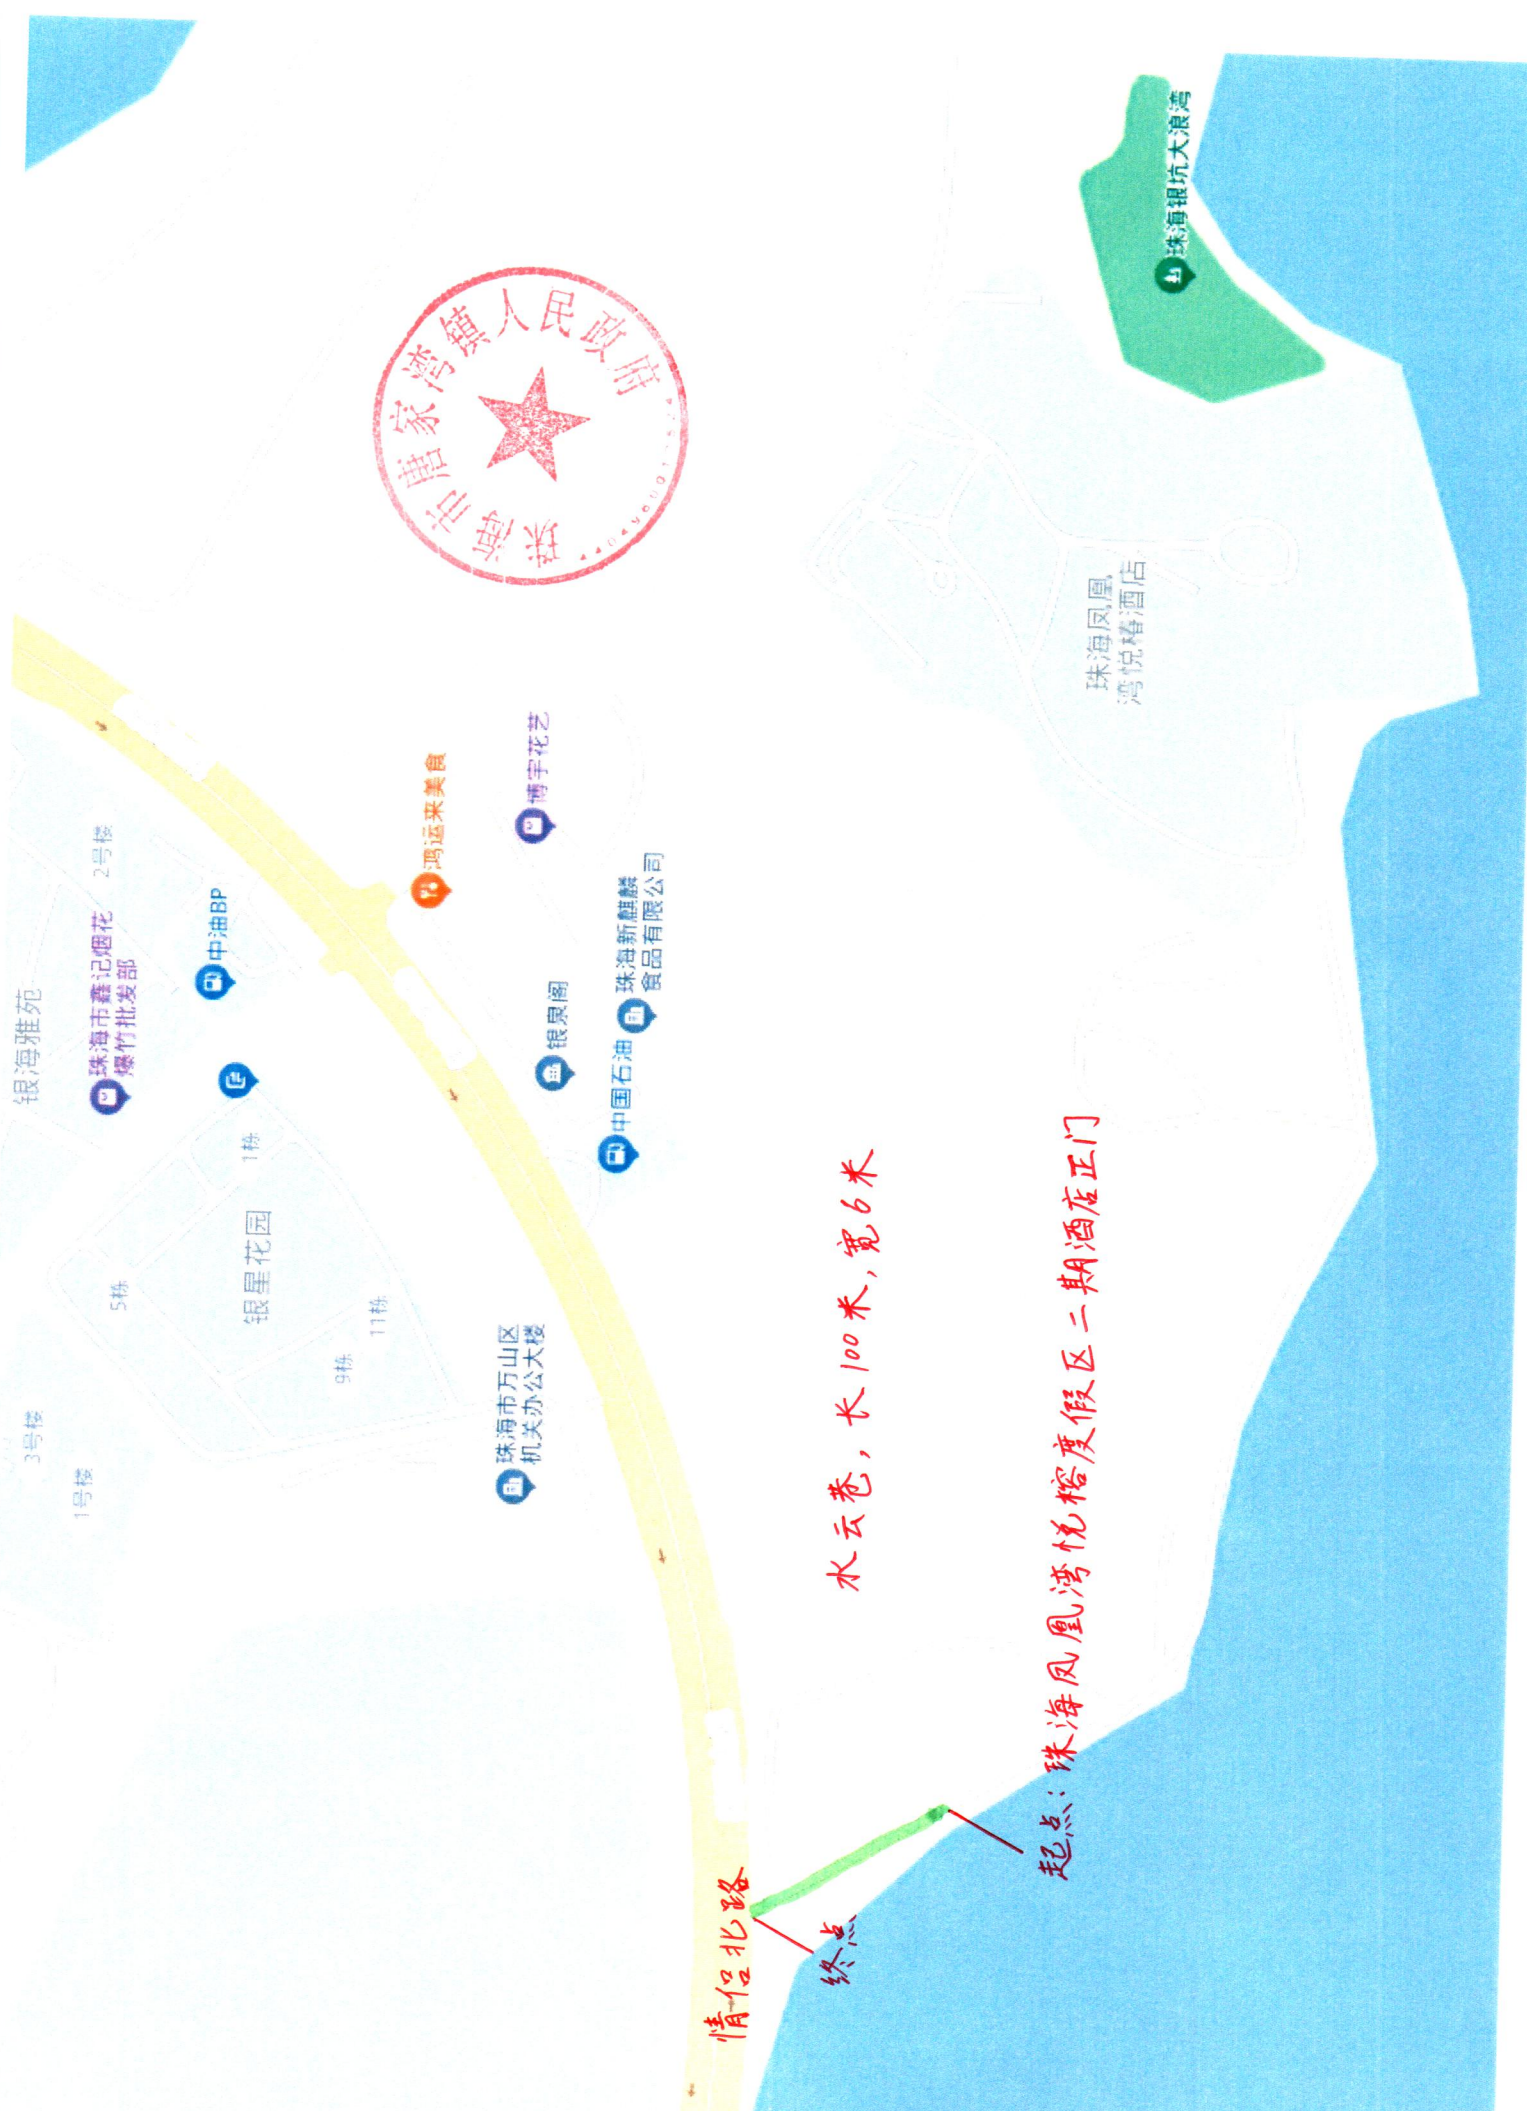 银海雅苑
3号楼
1号楼
2号楼
珠海市鑫记烟花
爆竹批发部
中油BP
5栋
1栋
银星花园
9栋
11栋
鸿运来美食
博宇花艺
银泉阁
珠海新麒麟
食品有限公司
中国石油
珠海市万山区
机关办公大楼
珠海市唐家湾镇人民政府
珠海银坑大浪湾
珠海凤凰
湾悦椿酒店
水云巷，长100米，宽6米
情侣北路
终点
起点：珠海凤凰湾悦榕度假区二期酒店正门